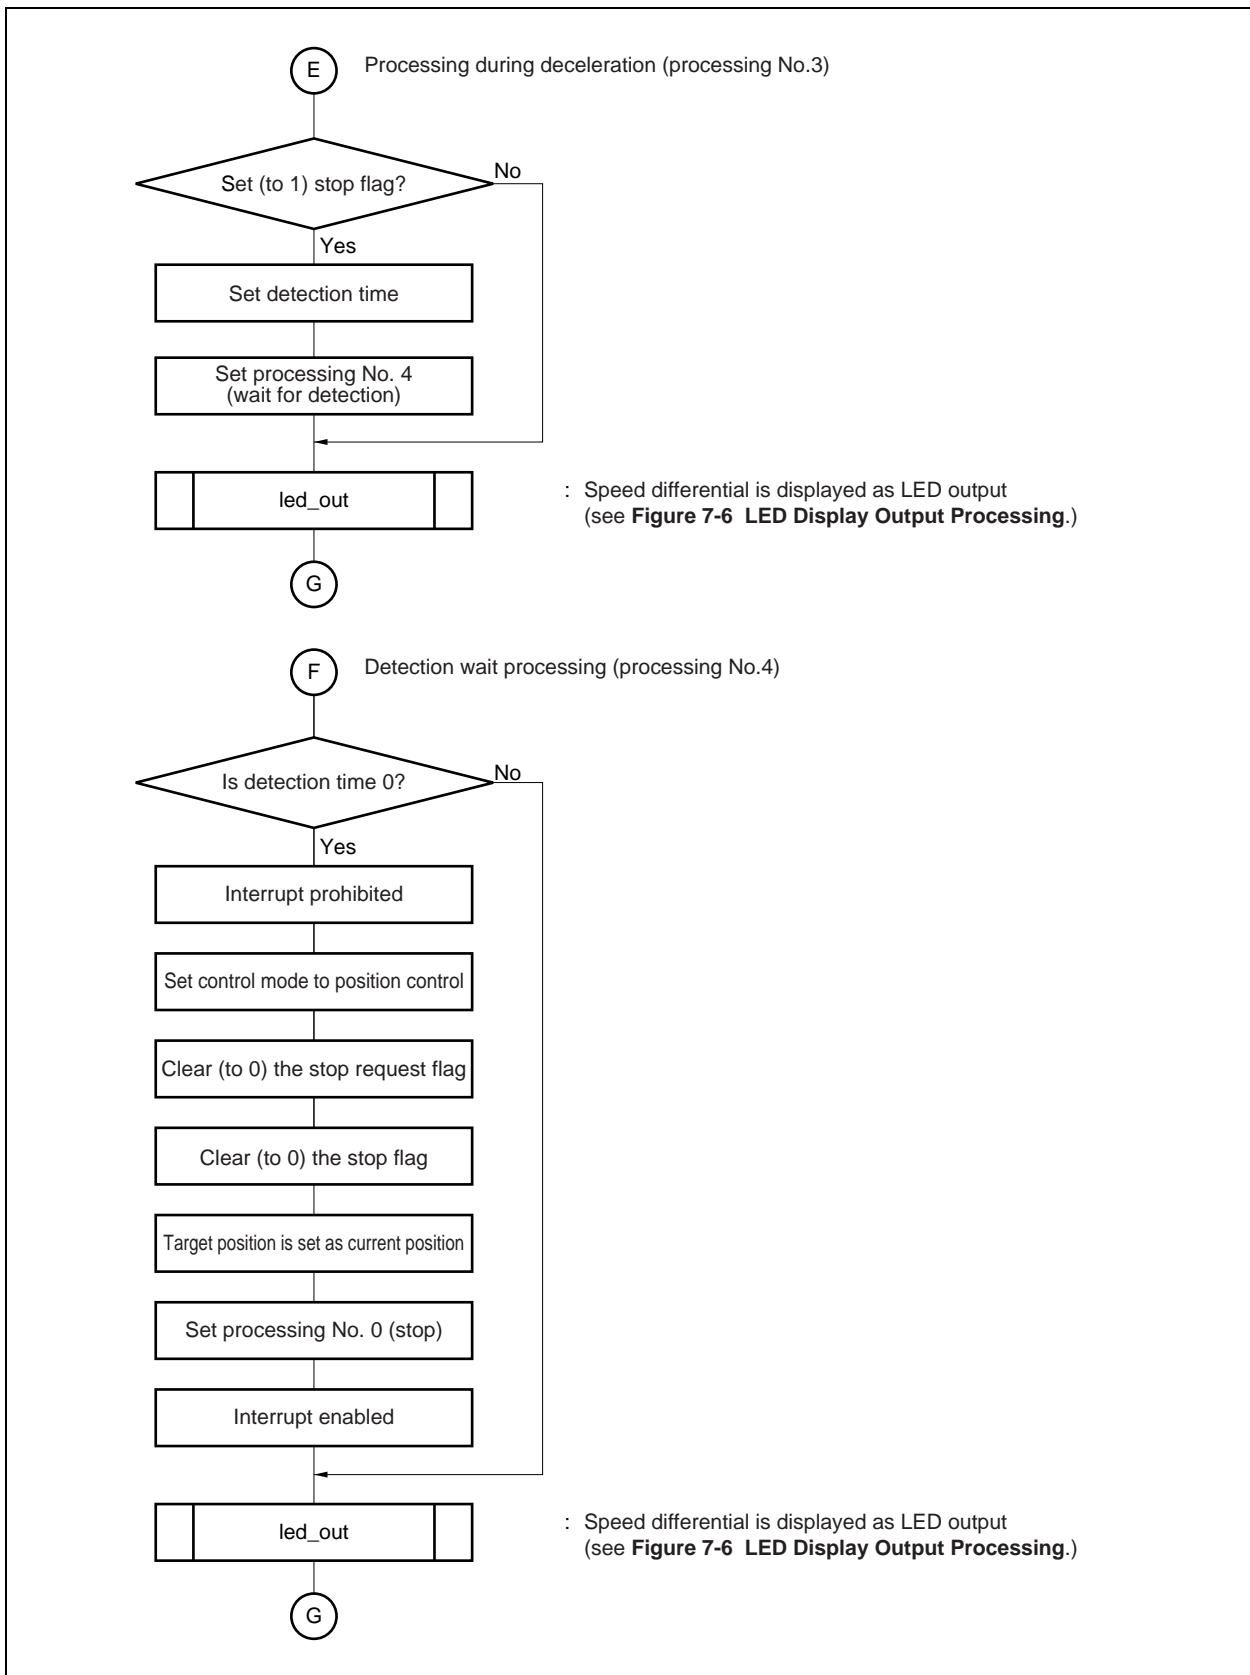 E
Processing during deceleration (processing No.3)
Set (to 1) stop flag?
No
Yes
Set detection time
Set processing No. 4
(wait for detection)
led_out
: Speed differential is displayed as LED output
(see Figure 7-6 LED Display Output Processing.)
G
F
Detection wait processing (processing No.4)
Is detection time 0?
No
Yes
Interrupt prohibited
Set control mode to position control
Clear (to 0) the stop request flag
Clear (to 0) the stop flag
Target position is set as current position
Set processing No. 0 (stop)
Interrupt enabled
led_out
: Speed differential is displayed as LED output
(see Figure 7-6 LED Display Output Processing.)
G